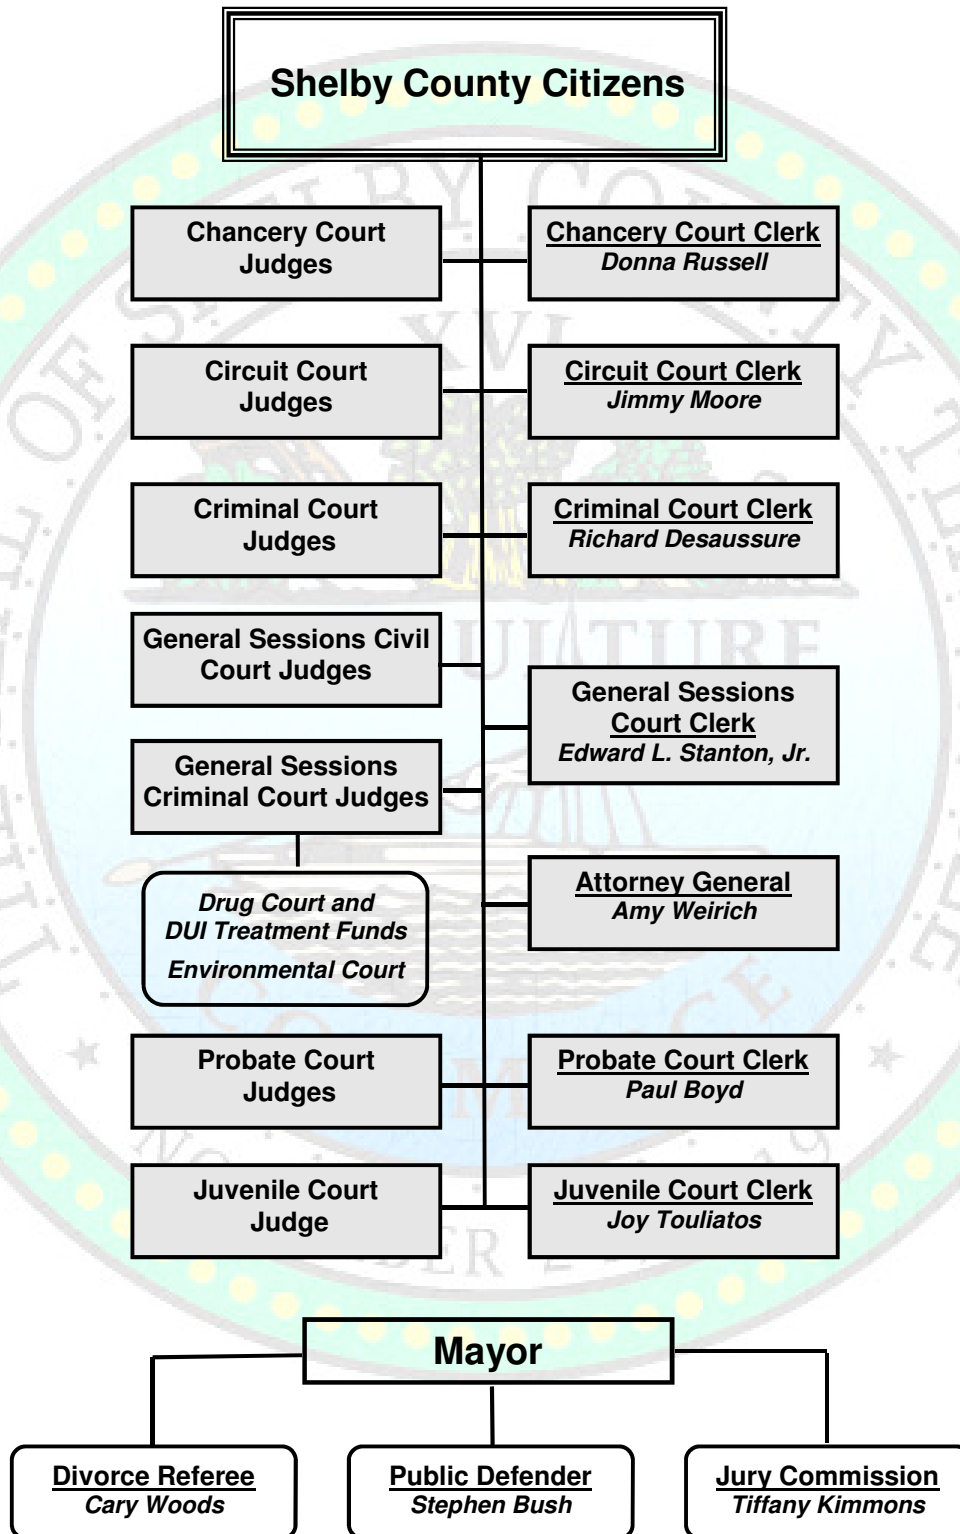 Shelby County Citizens
Chancery Court
Judges
Chancery Court Clerk
Donna Russell
Circuit Court
Judges
Circuit Court Clerk
Jimmy Moore
Criminal Court
Judges
Criminal Court Clerk
Richard Desaussure
General Sessions Civil
Court Judges
General Sessions
Court Clerk
Edward L. Stanton, Jr.
General Sessions
Criminal Court Judges
Drug Court and
DUI Treatment Funds
Environmental Court
Attorney General
Amy Weirich
Probate Court
Judges
Probate Court Clerk
Paul Boyd
Juvenile Court
Judge
Juvenile Court Clerk
Joy Touliatos
Mayor
Divorce Referee
Cary Woods
Public Defender
Stephen Bush
Jury Commission
Tiffany Kimmons
XVI